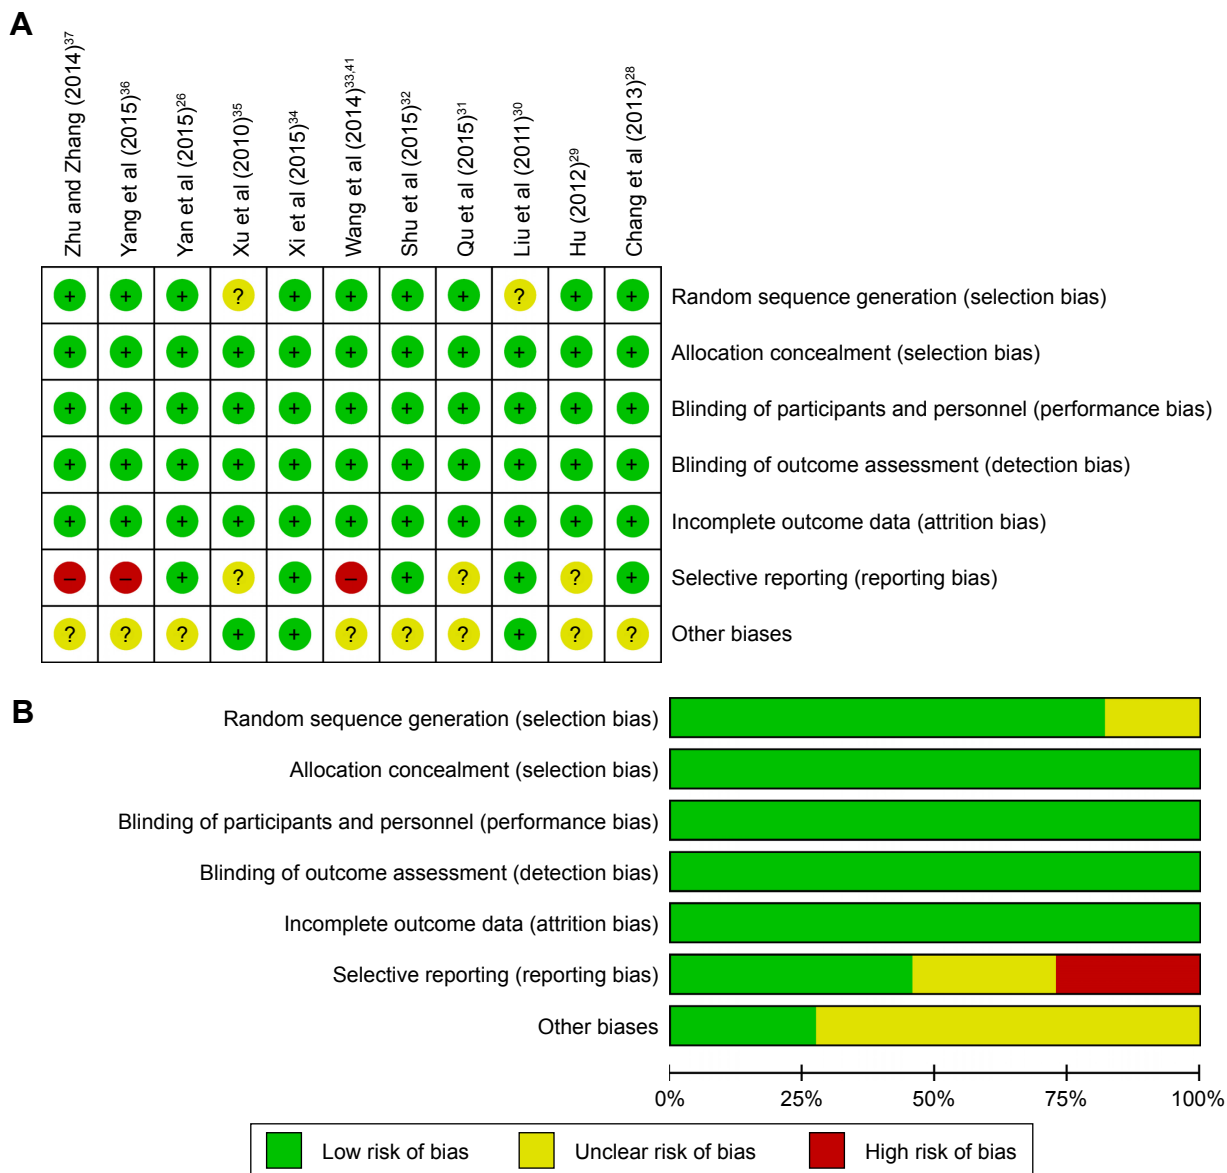 A
Zhu and Zhang (2014)37
Yang et al (2015)36
Yan et al (2015)26
Xu et al (2010)35
Xi et al (2015)34
Wang et al (2014)33,41
Shu et al (2015)32
Qu et al (2015)31
Liu et al (2011)30
Hu (2012)29
Chang et al (2013)28
+ + + ? + + + + ? + + Random sequence generation (selection bias)
+ + + + + + + + + + + Allocation concealment (selection bias)
+ + + + + + + + + + + Blinding of participants and personnel (performance bias)
+ + + + + + + + + + + Blinding of outcome assessment (detection bias)
+ + + + + + + + + + + Incomplete outcome data (attrition bias)
– – + ? + – + ? + ? + Selective reporting (reporting bias)
? ? ? + + ? ? ? + ? ? Other biases
B
Random sequence generation (selection bias)
Allocation concealment (selection bias)
Blinding of participants and personnel (performance bias)
Blinding of outcome assessment (detection bias)
Incomplete outcome data (attrition bias)
Selective reporting (reporting bias)
Other biases
0% 25% 50% 75% 100%
Low risk of bias Unclear risk of bias High risk of bias